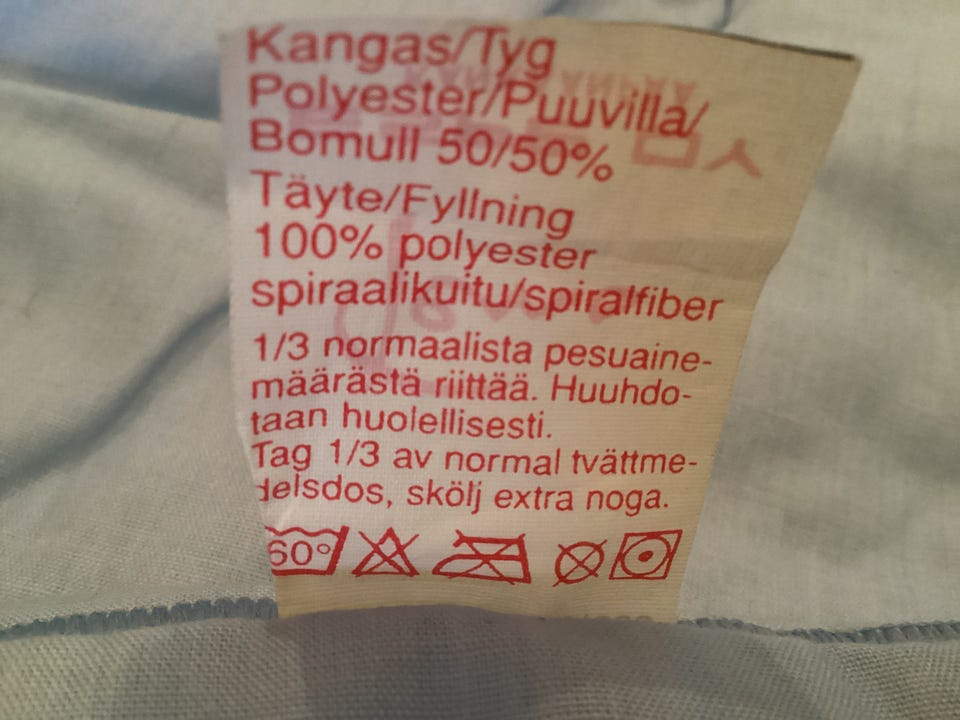 Kangas/Tyg
Polyester/Puuvilla/
Bomull 50/50%
Täyte/Fyllning
100% polyester
spiraalikuitu/spiralfiber
1/3 normaalista pesuaine-
määrästä riittää. Huuhdo-
taan huolellisesti.
Tag 1/3 av normal tvättme-
delsdos, skölj extra noga.
60°